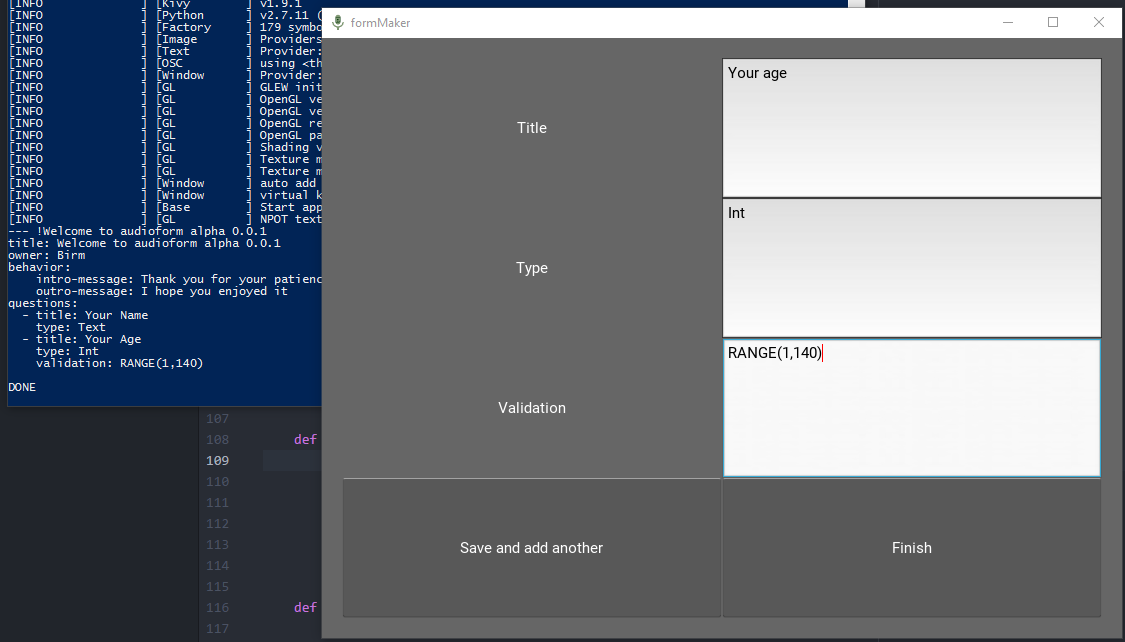 [INFO ] [Kivy ] v1.9.1
[INFO ] [Python ] v2.7.11 (
[INFO ] [Factory ] 179 symbo
[INFO ] [Image ] Providers
[INFO ] [Text ] Provider:
[INFO ] [OSC ] using <th
[INFO ] [Window ] Provider:
[INFO ] [GL ] GLEW init
[INFO ] [GL ] OpenGL ve
[INFO ] [GL ] OpenGL ve
[INFO ] [GL ] OpenGL re
[INFO ] [GL ] OpenGL pa
[INFO ] [GL ] Shading v
[INFO ] [GL ] Texture m
[INFO ] [GL ] Texture m
[INFO ] [Window ] auto add
[INFO ] [Window ] virtual k
[INFO ] [Base ] Start app
[INFO ] [GL ] NPOT text
--- !Welcome to audioform alpha 0.0.1
title: Welcome to audioform alpha 0.0.1
owner: Birm
behavior:
    intro-message: Thank you for your patienc
    outro-message: I hope you enjoyed it
questions:
  - title: Your Name
    type: Text
  - title: Your Age
    type: Int
    validation: RANGE(1,140)
DONE
107
108 def
109
110
111
112
113
114
115
116 def
117
formMaker
Title
Your age
Type
Int
Validation
RANGE(1,140)
Save and add another
Finish